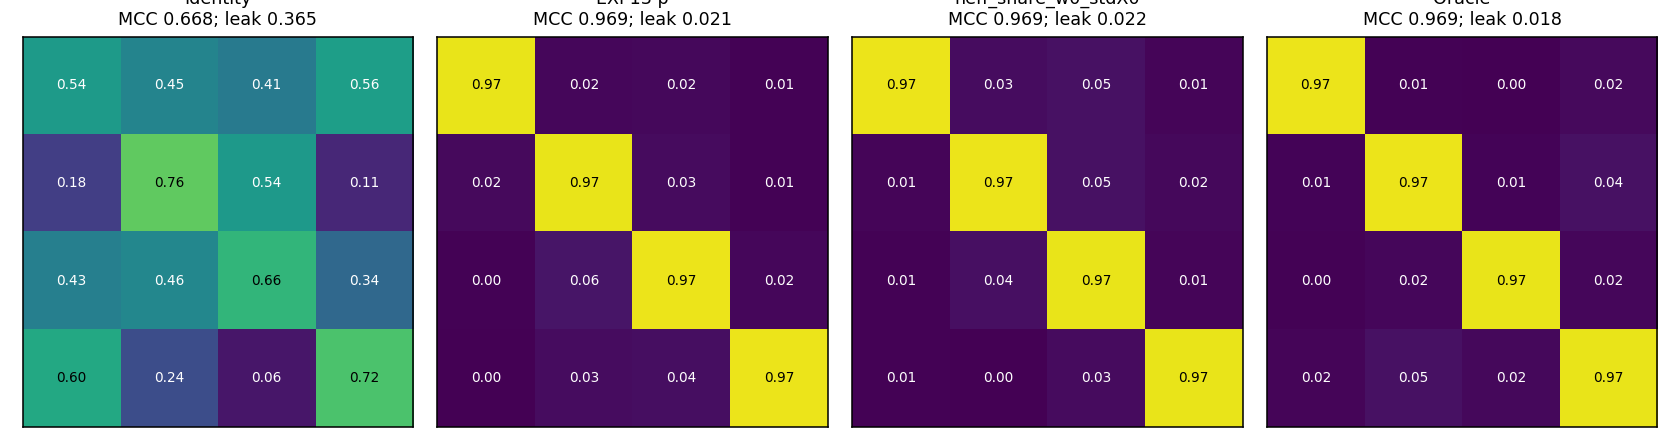 Identity
MCC 0.668; leak 0.365
MCC 0.969; leak 0.021
MCC 0.969; leak 0.022
Oracle
MCC 0.969; leak 0.018
0.54 0.45 0.41 0.56
0.18 0.76 0.54 0.11
0.43 0.46 0.66 0.34
0.60 0.24 0.06 0.72
0.97 0.02 0.02 0.01
0.02 0.97 0.03 0.01
0.00 0.06 0.97 0.02
0.00 0.03 0.04 0.97
0.97 0.03 0.05 0.01
0.01 0.97 0.05 0.02
0.01 0.04 0.97 0.01
0.01 0.00 0.03 0.97
0.97 0.01 0.00 0.02
0.01 0.97 0.01 0.04
0.00 0.02 0.97 0.02
0.02 0.05 0.02 0.97